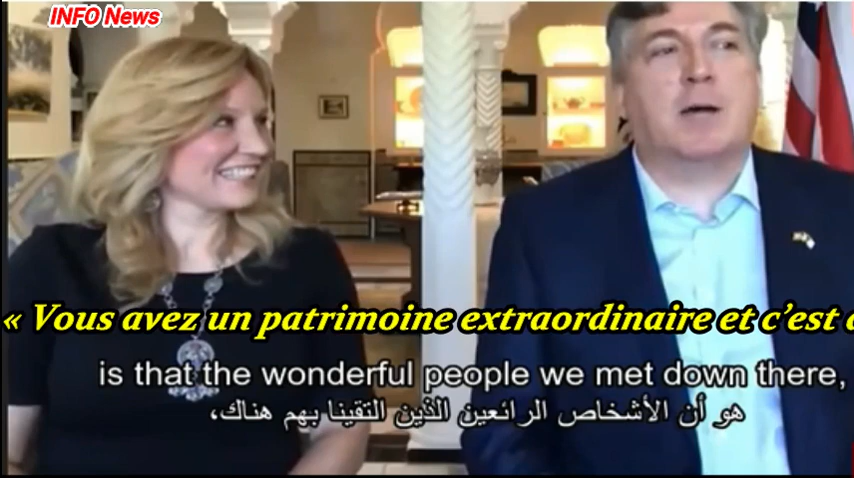 INFO News
« Vous avez un patrimoine extraordinaire et c’est
is that the wonderful people we met down there,
هو أن الأشخاص الرائعين الذين التقينا بهم هناك،